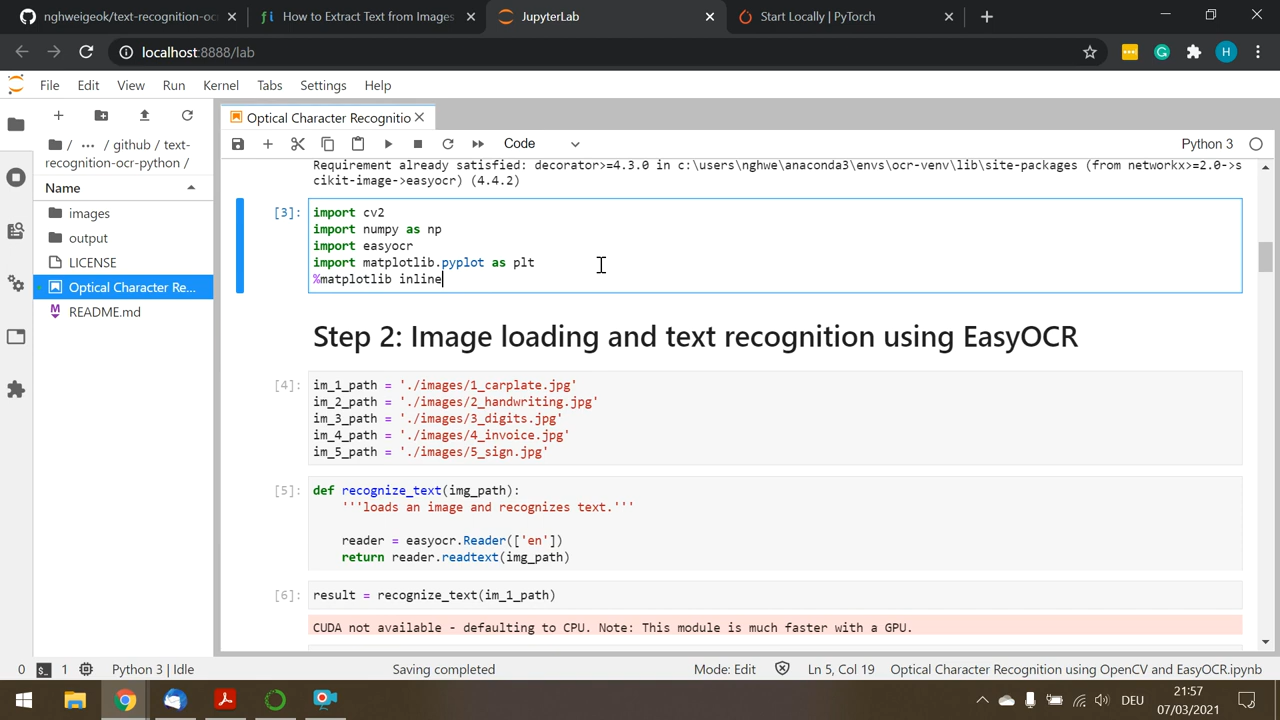 nghweigeok/text-recognition-oc
How to Extract Text from Images
JupyterLab
Start Locally | PyTorch
localhost:8888/lab
H
File Edit View Run Kernel Tabs Settings Help
Optical Character Recognitio
/ ··· / github / text-
recognition-ocr-python /
Code
Python 3
Name
images
output
LICENSE
Optical Character Re...
README.md
Requirement already satisfied: decorator>=4.3.0 in c:\users\nghwe\anaconda3\envs\ocr-venv\lib\site-packages (from networkx>=2.0->s
cikit-image->easyocr) (4.4.2)
[3]: import cv2
import numpy as np
import easyocr
import matplotlib.pyplot as plt
%matplotlib inline
Step 2: Image loading and text recognition using EasyOCR
[4]: im_1_path = './images/1_carplate.jpg'
im_2_path = './images/2_handwriting.jpg'
im_3_path = './images/3_digits.jpg'
im_4_path = './images/4_invoice.jpg'
im_5_path = './images/5_sign.jpg'
[5]: def recognize_text(img_path):
'''loads an image and recognizes text.'''
reader = easyocr.Reader(['en'])
return reader.readtext(img_path)
[6]: result = recognize_text(im_1_path)
CUDA not available - defaulting to CPU. Note: This module is much faster with a GPU.
0 1 Python 3 | Idle Saving completed Mode: Edit Ln 5, Col 19 Optical Character Recognition using OpenCV and EasyOCR.ipynb
DEU
21:57
07/03/2021